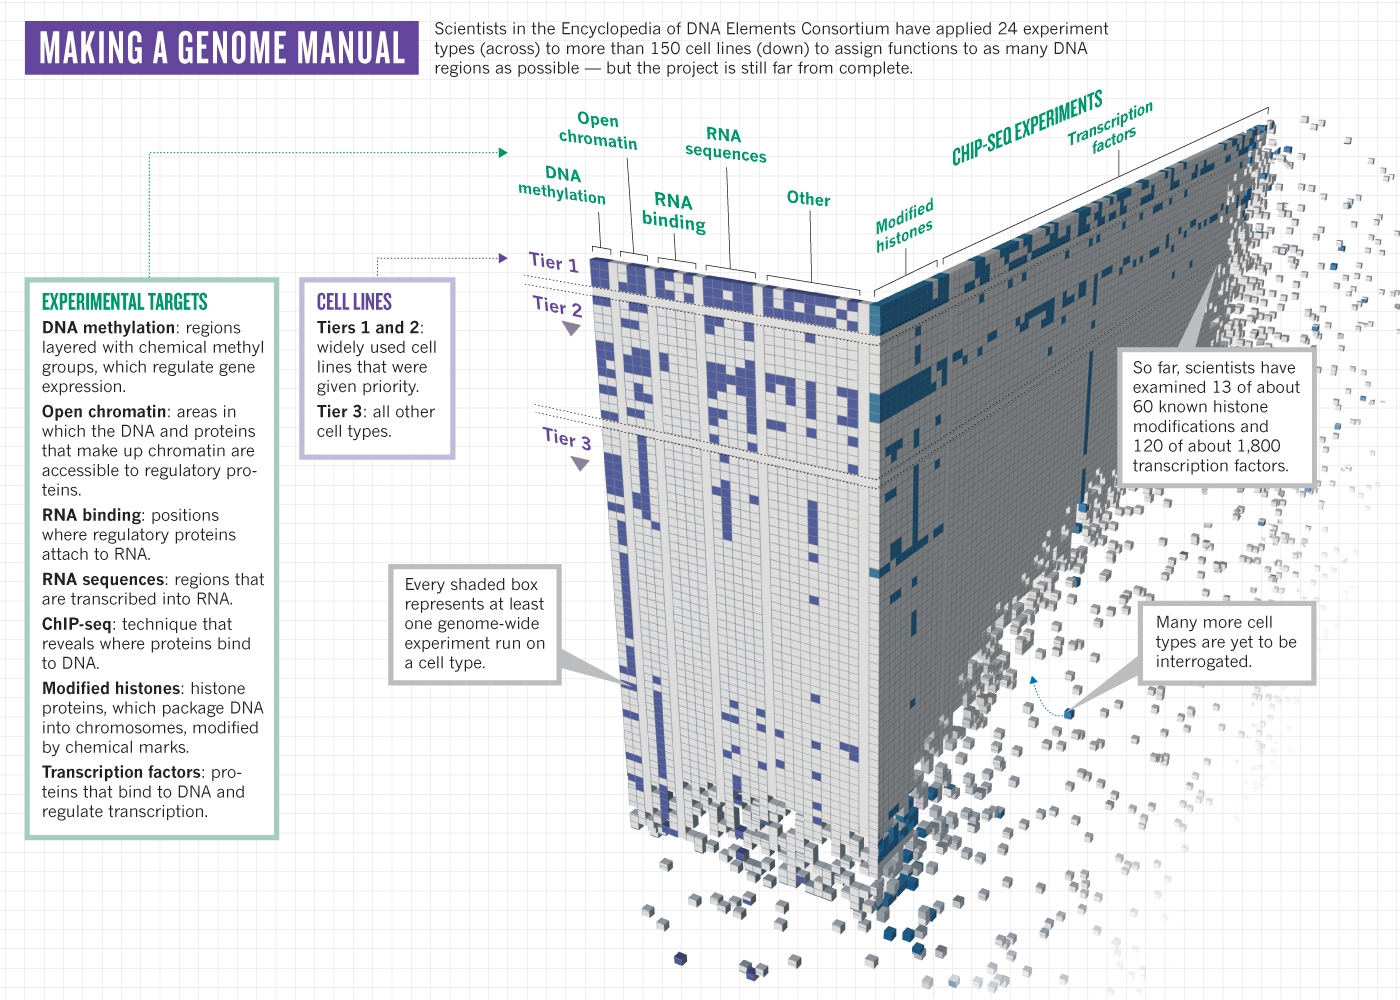 MAKING A GENOME MANUAL
Scientists in the Encyclopedia of DNA Elements Consortium have applied 24 experiment
types (across) to more than 150 cell lines (down) to assign functions to as many DNA
regions as possible — but the project is still far from complete.
Open
chromatin
DNA
methylation
RNA
sequences
RNA
binding
Other
CHIP-SEQ EXPERIMENTS
Transcription
factors
Modified
histones
Tier 1
Tier 2
Tier 3
EXPERIMENTAL TARGETS
DNA methylation: regions
layered with chemical methyl
groups, which regulate gene
expression.
Open chromatin: areas in
which the DNA and proteins
that make up chromatin are
accessible to regulatory pro-
teins.
RNA binding: positions
where regulatory proteins
attach to RNA.
RNA sequences: regions that
are transcribed into RNA.
ChIP-seq: technique that
reveals where proteins bind
to DNA.
Modified histones: histone
proteins, which package DNA
into chromosomes, modified
by chemical marks.
Transcription factors: pro-
teins that bind to DNA and
regulate transcription.
CELL LINES
Tiers 1 and 2:
widely used cell
lines that were
given priority.
Tier 3: all other
cell types.
So far, scientists have
examined 13 of about
60 known histone
modifications and
120 of about 1,800
transcription factors.
Every shaded box
represents at least
one genome-wide
experiment run on
a cell type.
Many more cell
types are yet to be
interrogated.